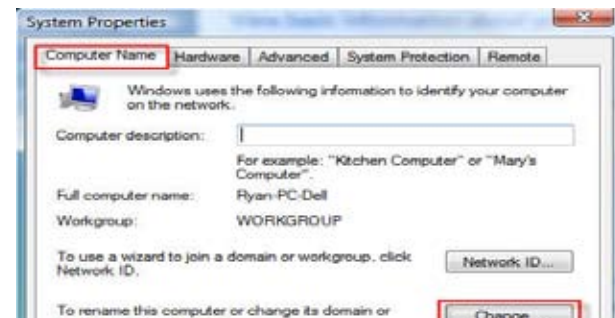 System Properties
Computer Name Hardware Advanced System Protection Remote
Windows uses the following information to identify your computer
on the network.
Computer description:
For example: "Kitchen Computer" or "Mary's
Computer".
Full computer name: Ryan-PC-Dell
Workgroup: WORKGROUP
To use a wizard to join a domain or workgroup, click
Network ID.
Network ID...
To rename this computer or change its domain or
Change...